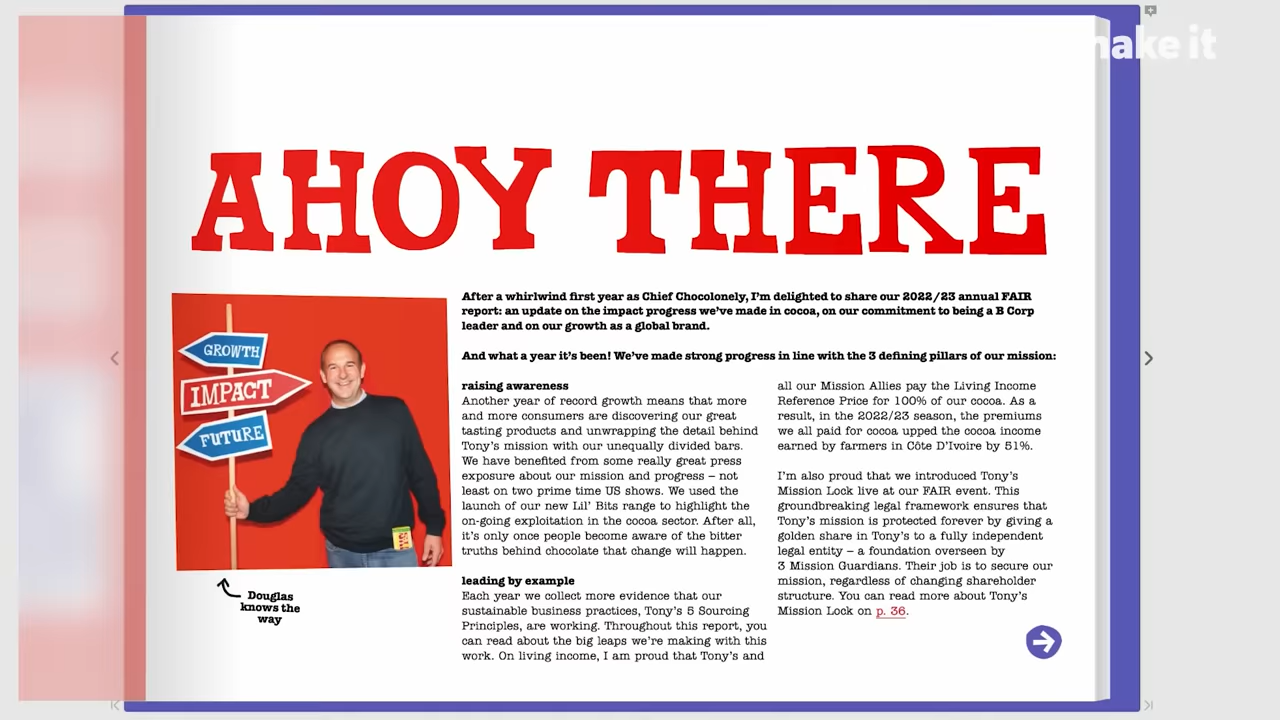 make it
AHOY THERE
GROWTH
IMPACT
FUTURE
Douglas
knows the
way
After a whirlwind first year as Chief Chocolonely, I'm delighted to share our 2022/23 annual FAIR
report: an update on the impact progress we've made in cocoa, on our commitment to being a B Corp
leader and on our growth as a global brand.
And what a year it's been! We've made strong progress in line with the 3 defining pillars of our mission:
raising awareness
Another year of record growth means that more
and more consumers are discovering our great
tasting products and unwrapping the detail behind
Tony's mission with our unequally divided bars.
We have benefited from some really great press
exposure about our mission and progress – not
least on two prime time US shows. We used the
launch of our new Lil' Bits range to highlight the
on-going exploitation in the cocoa sector. After all,
it's only once people become aware of the bitter
truths behind chocolate that change will happen.
leading by example
Each year we collect more evidence that our
sustainable business practices, Tony's 5 Sourcing
Principles, are working. Throughout this report, you
can read about the big leaps we're making with this
work. On living income, I am proud that Tony's and
all our Mission Allies pay the Living Income
Reference Price for 100% of our cocoa. As a
result, in the 2022/23 season, the premiums
we all paid for cocoa upped the cocoa income
earned by farmers in Côte D'Ivoire by 51%.
I'm also proud that we introduced Tony's
Mission Lock live at our FAIR event. This
groundbreaking legal framework ensures that
Tony's mission is protected forever by giving a
golden share in Tony's to a fully independent
legal entity – a foundation overseen by
3 Mission Guardians. Their job is to secure our
mission, regardless of changing shareholder
structure. You can read more about Tony's
Mission Lock on p. 36.